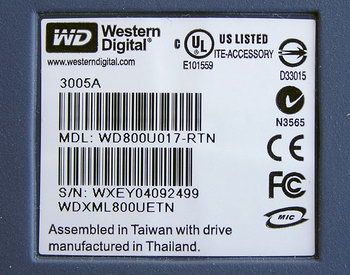 WD Western Digital®
www.westerndigital.com
C UL US LISTED
ITE-ACCESSORY
E101559
D33015
3005A
N3565
MDL: WD800U017-RTN
CE
S/N: WXEY04092499
FC
WDXML800UETN
MIC
Assembled in Taiwan with drive
manufactured in Thailand.